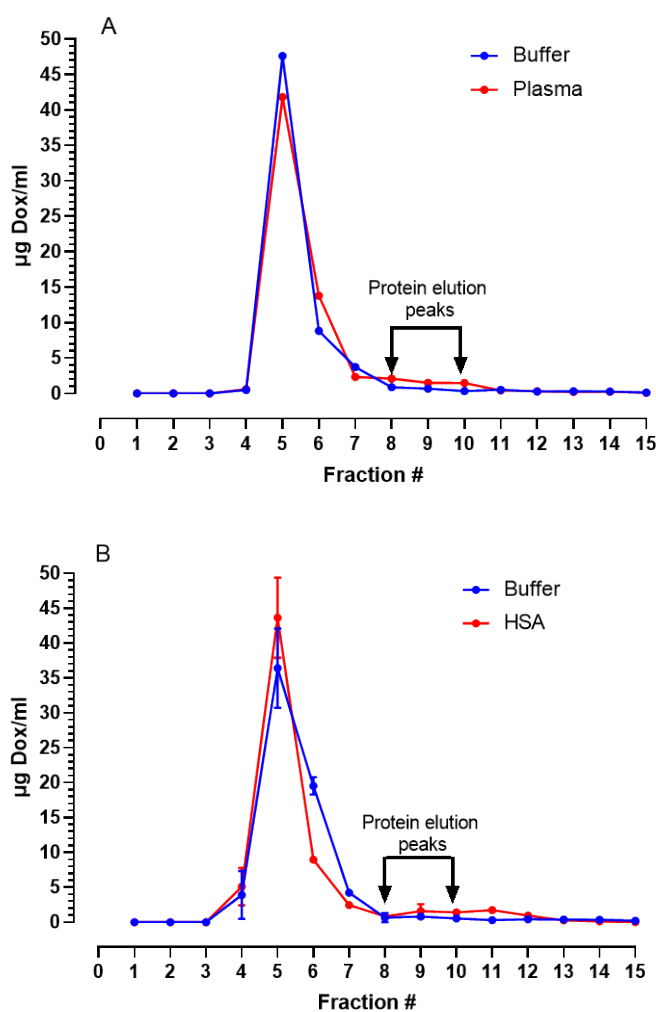 A
Buffer
Plasma
µg Dox/ml
50
45
40
35
30
25
20
15
10
5
0
Protein elution
peaks
0 1 2 3 4 5 6 7 8 9 10 11 12 13 14 15
Fraction #
B
Buffer
HSA
µg Dox/ml
50
45
40
35
30
25
20
15
10
5
0
Protein elution
peaks
0 1 2 3 4 5 6 7 8 9 10 11 12 13 14 15
Fraction #